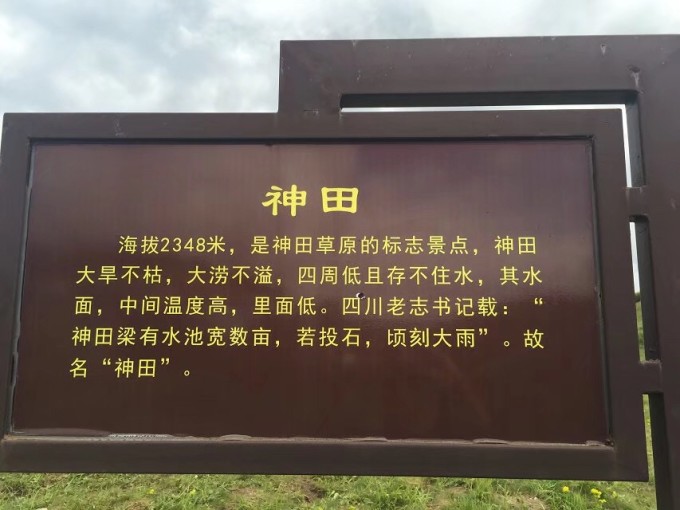 神田
海拔2348米，是神田草原的标志景点，神田
大旱不枯，大涝不溢，四周低且存不住水，其水
面，中间温度高，里面低。四川老志书记载：“
神田梁有水池宽数亩，若投石，顷刻大雨”。故
名“神田”。